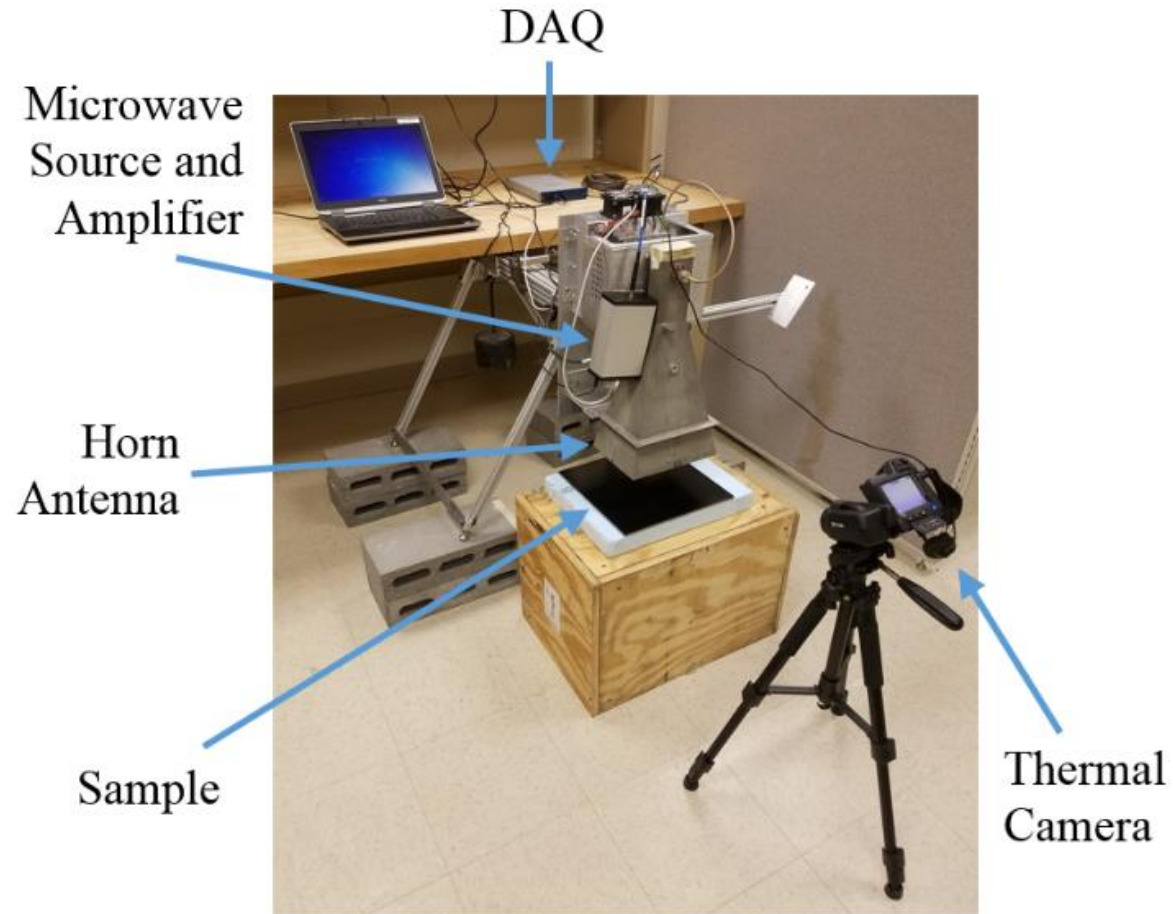 DAQ
Microwave
Source and
Amplifier
Horn
Antenna
Sample
Thermal
Camera